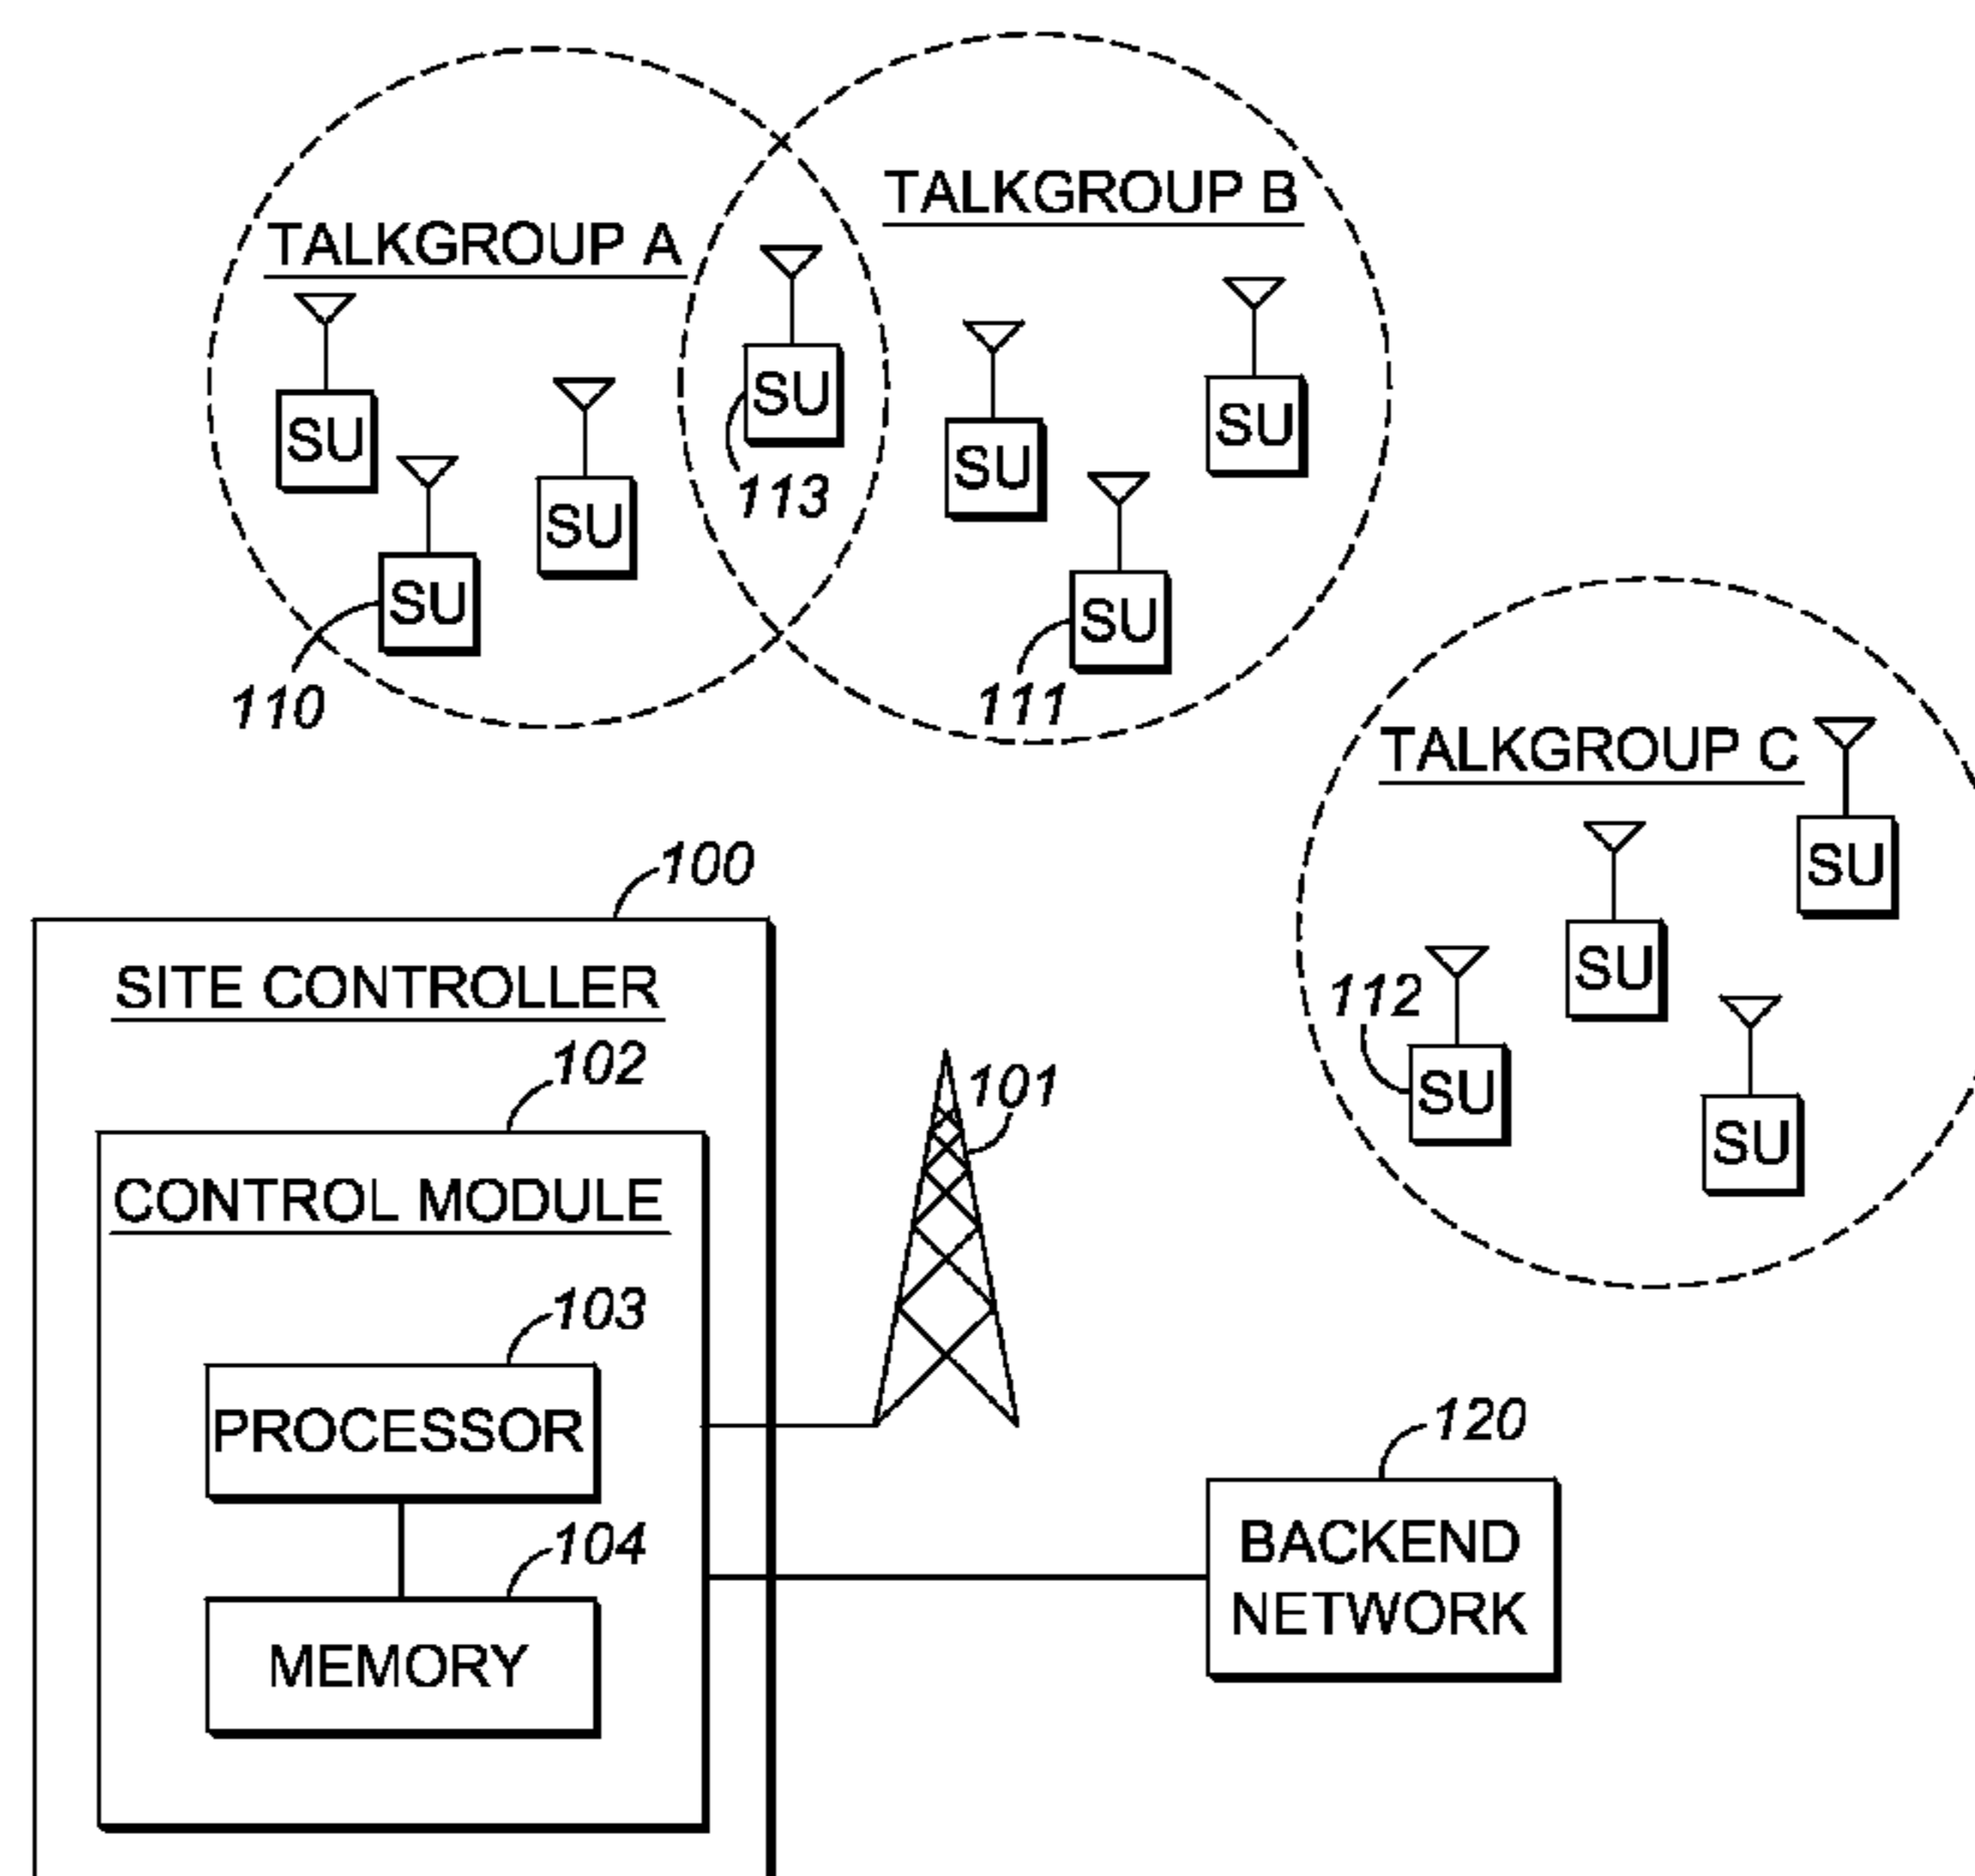 TALKGROUP A
TALKGROUP B
SU
SU
SU
SU
SU
SU
SU
113
110
111
TALKGROUP C
SU
SU
SU
SU
112
100
SITE CONTROLLER
102
CONTROL MODULE
101
103
PROCESSOR
104
MEMORY
120
BACKEND
NETWORK